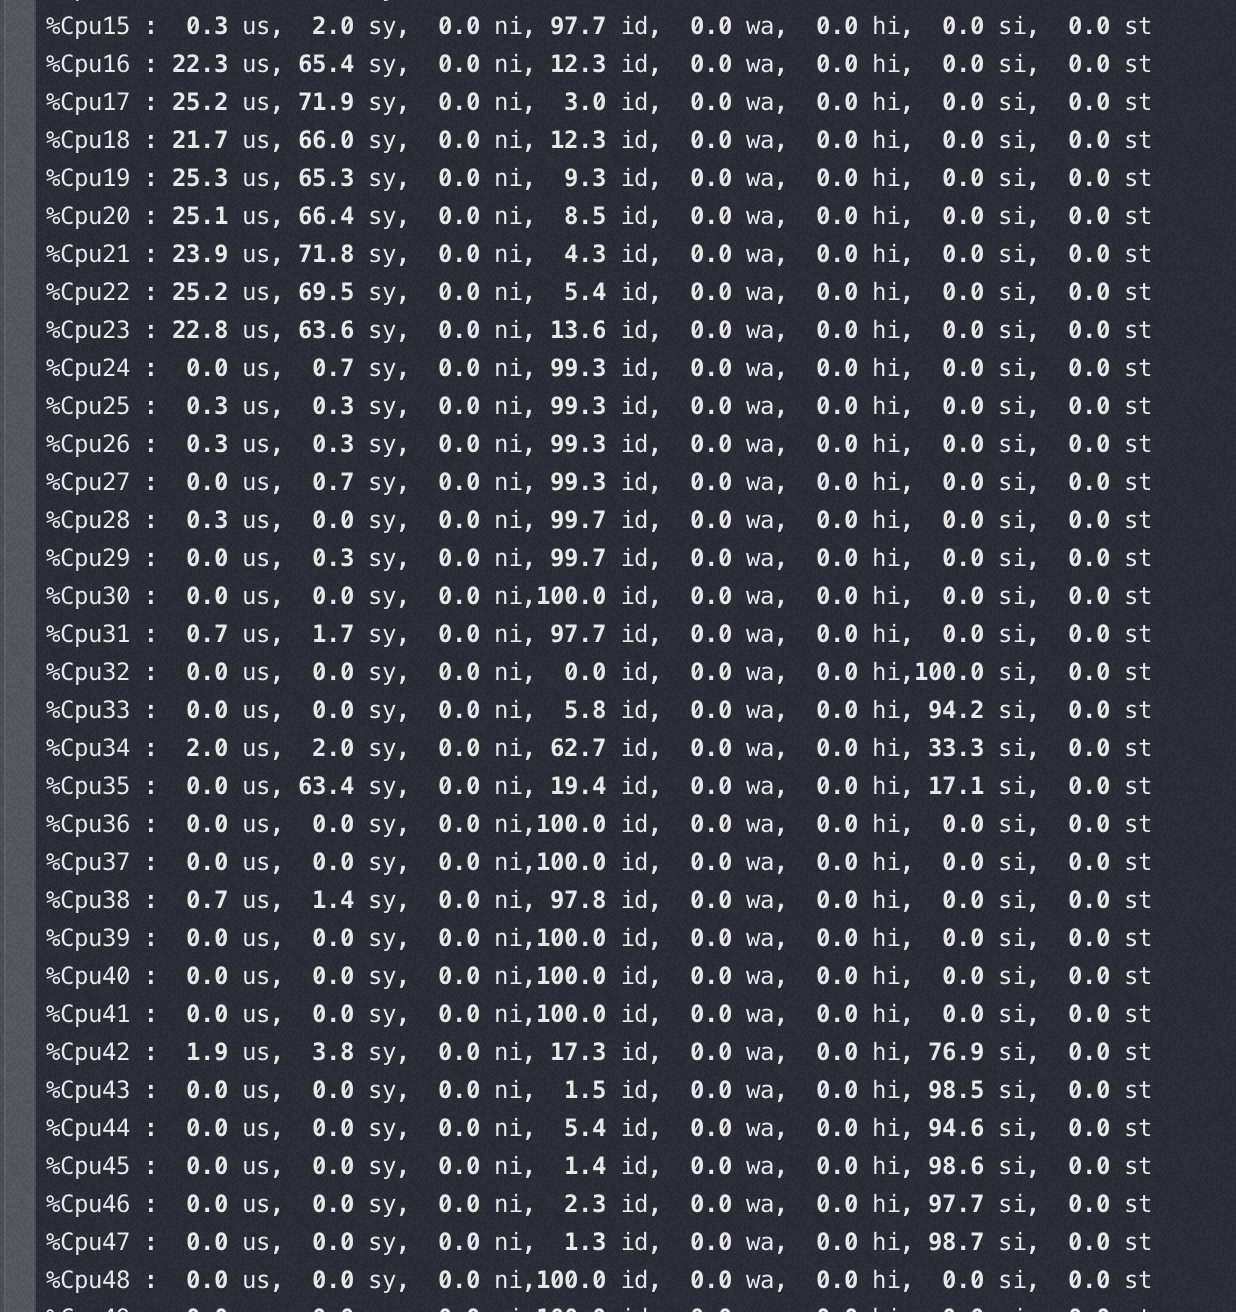 %Cpu15 :  0.3 us,  2.0 sy,  0.0 ni, 97.7 id,  0.0 wa,  0.0 hi,  0.0 si,  0.0 st
%Cpu16 : 22.3 us, 65.4 sy,  0.0 ni, 12.3 id,  0.0 wa,  0.0 hi,  0.0 si,  0.0 st
%Cpu17 : 25.2 us, 71.9 sy,  0.0 ni,  3.0 id,  0.0 wa,  0.0 hi,  0.0 si,  0.0 st
%Cpu18 : 21.7 us, 66.0 sy,  0.0 ni, 12.3 id,  0.0 wa,  0.0 hi,  0.0 si,  0.0 st
%Cpu19 : 25.3 us, 65.3 sy,  0.0 ni,  9.3 id,  0.0 wa,  0.0 hi,  0.0 si,  0.0 st
%Cpu20 : 25.1 us, 66.4 sy,  0.0 ni,  8.5 id,  0.0 wa,  0.0 hi,  0.0 si,  0.0 st
%Cpu21 : 23.9 us, 71.8 sy,  0.0 ni,  4.3 id,  0.0 wa,  0.0 hi,  0.0 si,  0.0 st
%Cpu22 : 25.2 us, 69.5 sy,  0.0 ni,  5.4 id,  0.0 wa,  0.0 hi,  0.0 si,  0.0 st
%Cpu23 : 22.8 us, 63.6 sy,  0.0 ni, 13.6 id,  0.0 wa,  0.0 hi,  0.0 si,  0.0 st
%Cpu24 :  0.0 us,  0.7 sy,  0.0 ni, 99.3 id,  0.0 wa,  0.0 hi,  0.0 si,  0.0 st
%Cpu25 :  0.3 us,  0.3 sy,  0.0 ni, 99.3 id,  0.0 wa,  0.0 hi,  0.0 si,  0.0 st
%Cpu26 :  0.3 us,  0.3 sy,  0.0 ni, 99.3 id,  0.0 wa,  0.0 hi,  0.0 si,  0.0 st
%Cpu27 :  0.0 us,  0.7 sy,  0.0 ni, 99.3 id,  0.0 wa,  0.0 hi,  0.0 si,  0.0 st
%Cpu28 :  0.3 us,  0.0 sy,  0.0 ni, 99.7 id,  0.0 wa,  0.0 hi,  0.0 si,  0.0 st
%Cpu29 :  0.0 us,  0.3 sy,  0.0 ni, 99.7 id,  0.0 wa,  0.0 hi,  0.0 si,  0.0 st
%Cpu30 :  0.0 us,  0.0 sy,  0.0 ni,100.0 id,  0.0 wa,  0.0 hi,  0.0 si,  0.0 st
%Cpu31 :  0.7 us,  1.7 sy,  0.0 ni, 97.7 id,  0.0 wa,  0.0 hi,  0.0 si,  0.0 st
%Cpu32 :  0.0 us,  0.0 sy,  0.0 ni,  0.0 id,  0.0 wa,  0.0 hi,100.0 si,  0.0 st
%Cpu33 :  0.0 us,  0.0 sy,  0.0 ni,  5.8 id,  0.0 wa,  0.0 hi, 94.2 si,  0.0 st
%Cpu34 :  2.0 us,  2.0 sy,  0.0 ni, 62.7 id,  0.0 wa,  0.0 hi, 33.3 si,  0.0 st
%Cpu35 :  0.0 us, 63.4 sy,  0.0 ni, 19.4 id,  0.0 wa,  0.0 hi, 17.1 si,  0.0 st
%Cpu36 :  0.0 us,  0.0 sy,  0.0 ni,100.0 id,  0.0 wa,  0.0 hi,  0.0 si,  0.0 st
%Cpu37 :  0.0 us,  0.0 sy,  0.0 ni,100.0 id,  0.0 wa,  0.0 hi,  0.0 si,  0.0 st
%Cpu38 :  0.7 us,  1.4 sy,  0.0 ni, 97.8 id,  0.0 wa,  0.0 hi,  0.0 si,  0.0 st
%Cpu39 :  0.0 us,  0.0 sy,  0.0 ni,100.0 id,  0.0 wa,  0.0 hi,  0.0 si,  0.0 st
%Cpu40 :  0.0 us,  0.0 sy,  0.0 ni,100.0 id,  0.0 wa,  0.0 hi,  0.0 si,  0.0 st
%Cpu41 :  0.0 us,  0.0 sy,  0.0 ni,100.0 id,  0.0 wa,  0.0 hi,  0.0 si,  0.0 st
%Cpu42 :  1.9 us,  3.8 sy,  0.0 ni, 17.3 id,  0.0 wa,  0.0 hi, 76.9 si,  0.0 st
%Cpu43 :  0.0 us,  0.0 sy,  0.0 ni,  1.5 id,  0.0 wa,  0.0 hi, 98.5 si,  0.0 st
%Cpu44 :  0.0 us,  0.0 sy,  0.0 ni,  5.4 id,  0.0 wa,  0.0 hi, 94.6 si,  0.0 st
%Cpu45 :  0.0 us,  0.0 sy,  0.0 ni,  1.4 id,  0.0 wa,  0.0 hi, 98.6 si,  0.0 st
%Cpu46 :  0.0 us,  0.0 sy,  0.0 ni,  2.3 id,  0.0 wa,  0.0 hi, 97.7 si,  0.0 st
%Cpu47 :  0.0 us,  0.0 sy,  0.0 ni,  1.3 id,  0.0 wa,  0.0 hi, 98.7 si,  0.0 st
%Cpu48 :  0.0 us,  0.0 sy,  0.0 ni,100.0 id,  0.0 wa,  0.0 hi,  0.0 si,  0.0 st